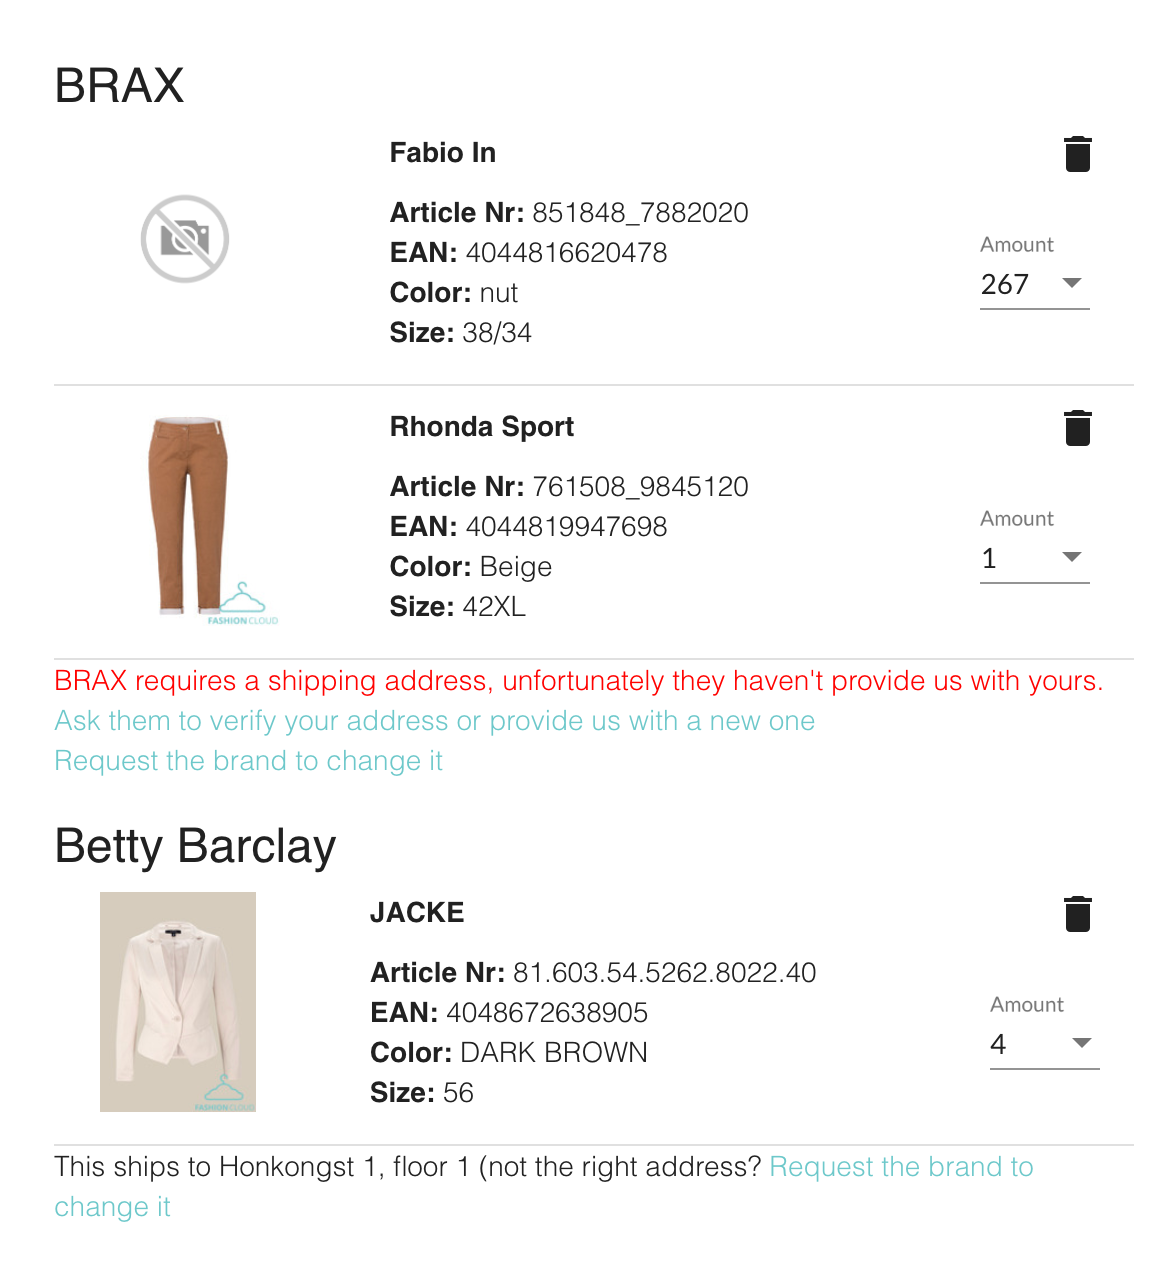 BRAX
Fabio In
Article Nr: 851848_7882020
EAN: 4044816620478
Color: nut
Size: 38/34
Amount
267
Rhonda Sport
Article Nr: 761508_9845120
EAN: 4044819947698
Color: Beige
Size: 42XL
Amount
1
FASHION CLOUD
BRAX requires a shipping address, unfortunately they haven't provide us with yours.
Ask them to verify your address or provide us with a new one
Request the brand to change it
Betty Barclay
JACKE
Article Nr: 81.603.54.5262.8022.40
EAN: 4048672638905
Color: DARK BROWN
Size: 56
Amount
4
FASHION CLOUD
This ships to Honkongst 1, floor 1 (not the right address? Request the brand to
change it